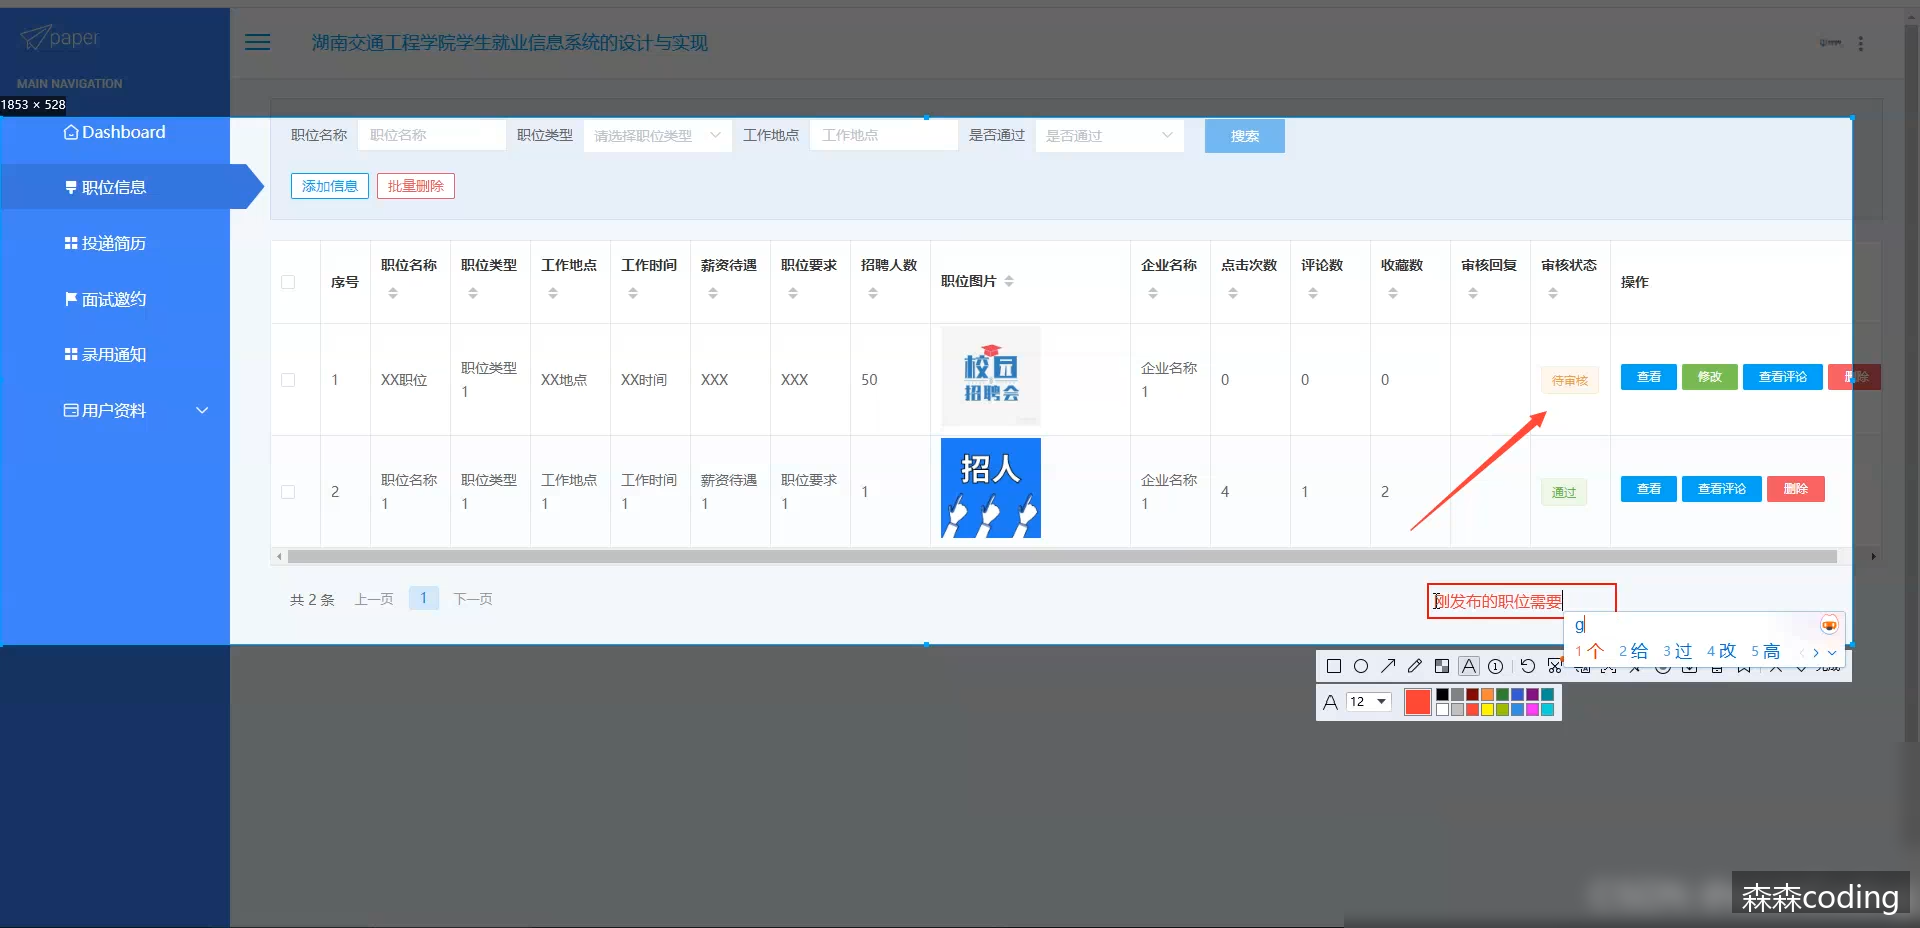 paper
湖南交通工程学院学生就业信息系统的设计与实现
MAIN NAVIGATION
1853 × 528
Dashboard
职位信息
投递简历
面试邀约
录用通知
用户资料
职位名称 职位名称 职位类型 请选择职位类型 工作地点 工作地点 是否通过 是否通过 搜索
添加信息 批量删除
序号 职位名称 职位类型 工作地点 工作时间 薪资待遇 职位要求 招聘人数 职位图片 企业名称 点击次数 评论数 收藏数 审核回复 审核状态 操作
校园
招聘会
1 XX职位 职位类型1 XX地点 XX时间 XXX XXX 50 企业名称1 0 0 0 待审核 查看 修改 查看评论 删除
招人
2 职位名称1 职位类型1 工作地点1 工作时间1 薪资待遇1 职位要求1 1 企业名称1 4 1 2 通过 查看 查看评论 删除
共 2 条 上一页 1 下一页
刚发布的职位需要
g
1 个 2 给 3 过 4 改 5 高
A 1
A 12
森森coding